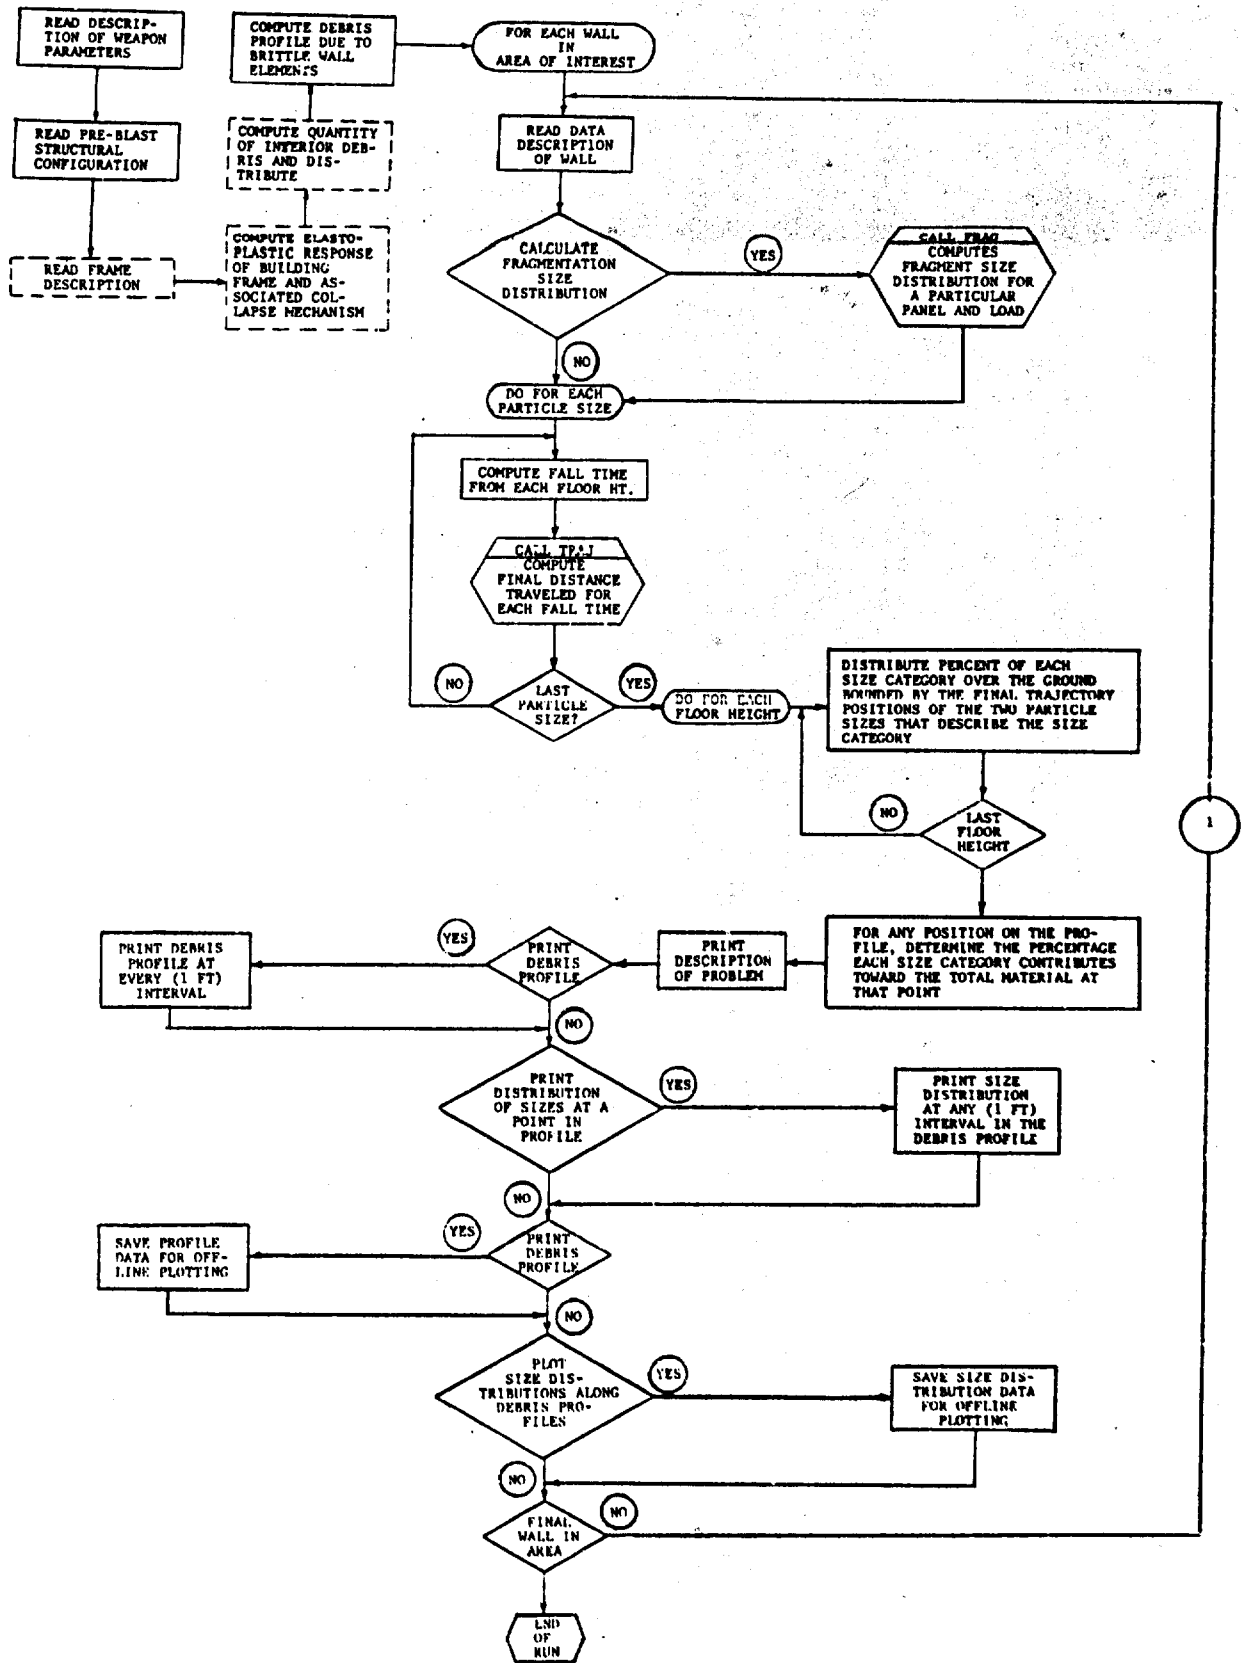 READ DESCRIP-
TION OF WEAPON
PARAMETERS
READ PRE-BLAST
STRUCTURAL
CONFIGURATION
READ FRAME
DESCRIPTION
COMPUTE ELASTO-
PLASTIC RESPONSE
OF BUILDING
FRAME AND AS-
SOCIATED COL-
LAPSE MECHANISM
COMPUTE QUANTITY
OF INTERIOR DEB-
RIS AND DIS-
TRIBUTE
COMPUTE DEBRIS
PROFILE DUE TO
BRITTLE WALL
ELEMENTS
FOR EACH WALL
IN
AREA OF INTEREST
READ DATA
DESCRIPTION
OF WALL
CALCULATE
FRAGMENTATION
SIZE
DISTRIBUTION
YES
CALL FRAG
COMPUTES
FRAGMENT SIZE
DISTRIBUTION FOR
A PARTICULAR
PANEL AND LOAD
NO
DO FOR EACH
PARTICLE SIZE
COMPUTE FALL TIME
FROM EACH FLOOR HT.
CALL TRAJ
COMPUTE
FINAL DISTANCE
TRAVELED FOR
EACH FALL TIME
NO
LAST
PARTICLE
SIZE?
YES
DO FOR EACH
FLOOR HEIGHT
DISTRIBUTE PERCENT OF EACH
SIZE CATEGORY OVER THE GROUND
BOUNDED BY THE FINAL TRAJECTORY
POSITIONS OF THE TWO PARTICLE
SIZES THAT DESCRIBE THE SIZE
CATEGORY
NO
LAST
FLOOR
HEIGHT
1
FOR ANY POSITION ON THE PRO-
FILE, DETERMINE THE PERCENTAGE
EACH SIZE CATEGORY CONTRIBUTES
TOWARD THE TOTAL MATERIAL AT
THAT POINT
PRINT
DESCRIPTION
OF PROBLEM
PRINT
DEBRIS
PROFILE
YES
PRINT DEBRIS
PROFILE AT
EVERY (1 FT)
INTERVAL
NO
PRINT
DISTRIBUTION
OF SIZES AT A
POINT IN
PROFILE
YES
PRINT SIZE
DISTRIBUTION
AT ANY (1 FT)
INTERVAL IN THE
DEBRIS PROFILE
NO
PRINT
DEBRIS
PROFILE
YES
SAVE PROFILE
DATA FOR OFF-
LINE PLOTTING
NO
PLOT
SIZE DIS-
TRIBUTIONS ALONG
DEBRIS PRO-
FILES
YES
SAVE SIZE DIS-
TRIBUTION DATA
FOR OFFLINE
PLOTTING
NO
FINAL
WALL IN
AREA
NO
END
OF
RUN